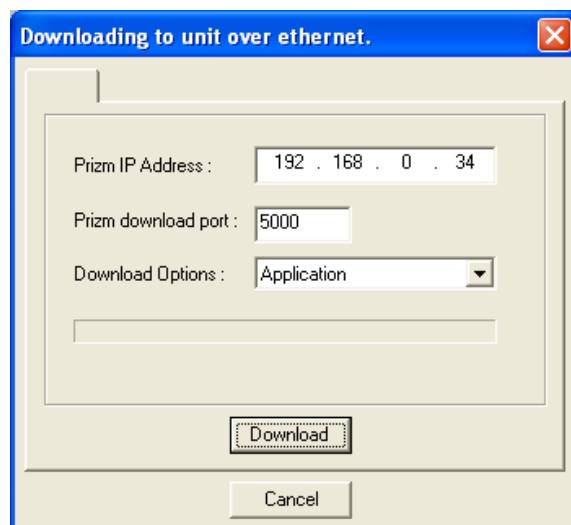 Downloading to unit over ethernet.
Prizm IP Address : 192 . 168 . 0 . 34
Prizm download port : 5000
Download Options : Application
Download
Cancel